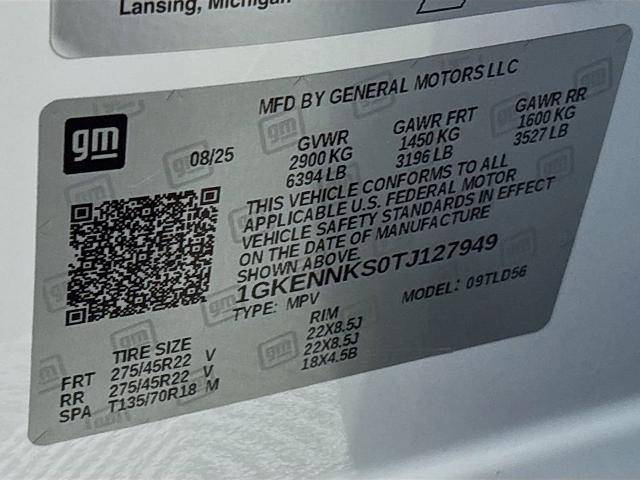 Lansing, Michigan
MFD BY GENERAL MOTORS LLC
gm
08/25
GVWR GAWR FRT GAWR RR
2900 KG 1450 KG 1600 KG
6394 LB 3196 LB 3527 LB
THIS VEHICLE CONFORMS TO ALL
APPLICABLE U.S. FEDERAL MOTOR
VEHICLE SAFETY STANDARDS IN EFFECT
ON THE DATE OF MANUFACTURE
SHOWN ABOVE.
1GKENNKS0TJ127949
TYPE: MPV MODEL: 09TLD56
TIRE SIZE RIM
FRT 275/45R22 V 22X8.5J
RR 275/45R22 V 22X8.5J
SPA T135/70R18 M 18X4.5B